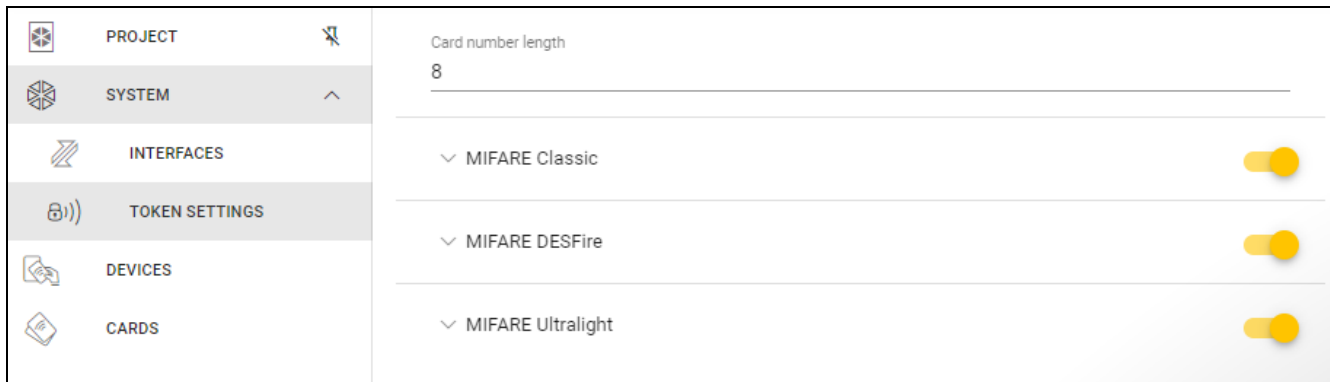 PROJECT
SYSTEM
INTERFACES
TOKEN SETTINGS
DEVICES
CARDS
Card number length
8
MIFARE Classic
MIFARE DESFire
MIFARE Ultralight